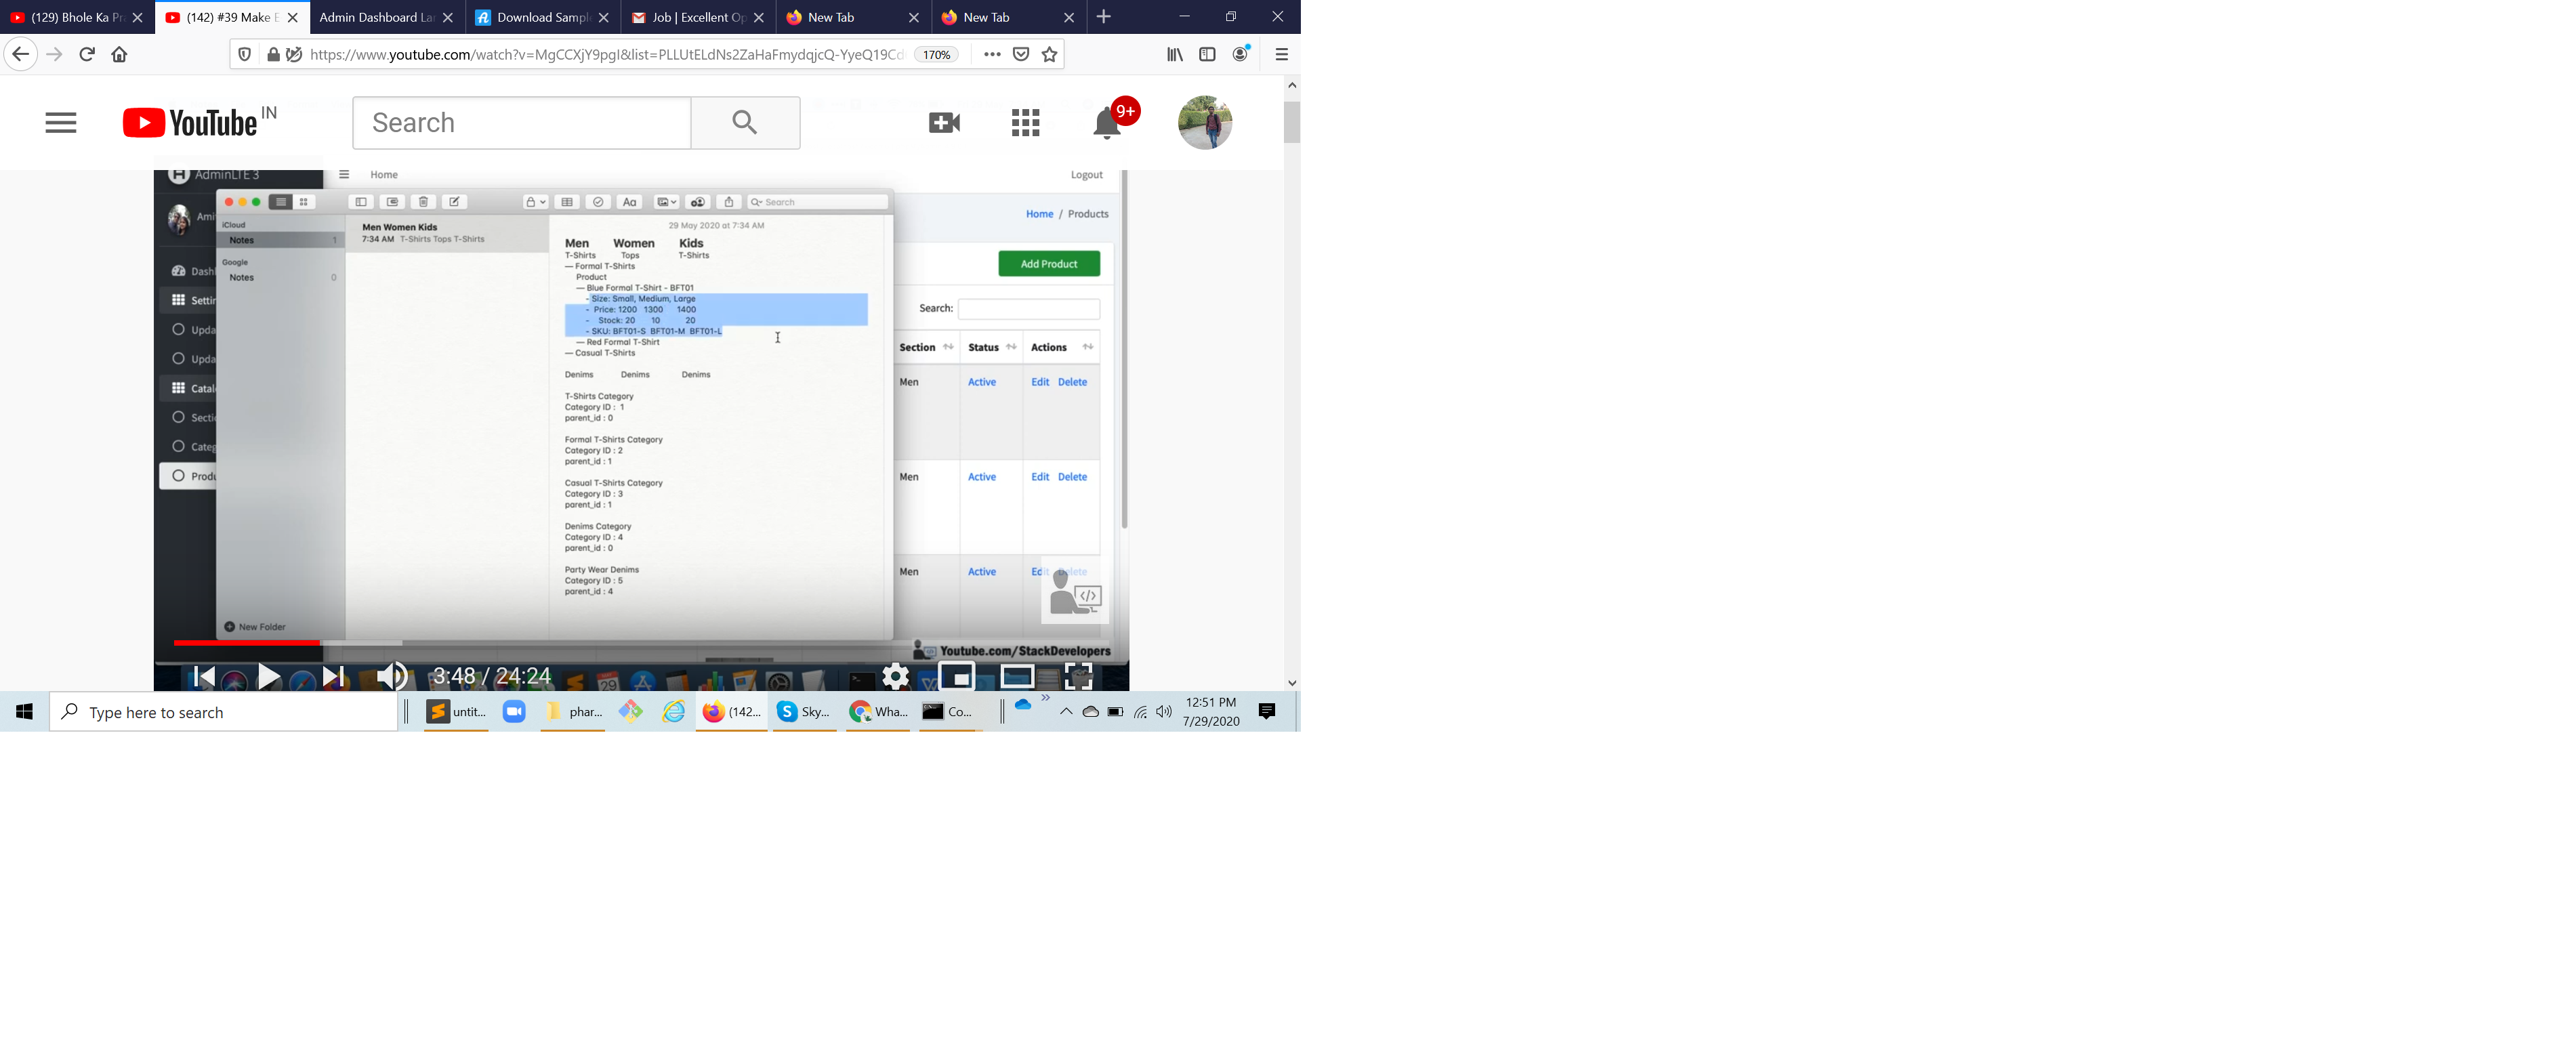 (129) Bhole Ka Pr
(142) #39 Make E
Admin Dashboard La
Download Sampl
Job | Excellent Op
New Tab
New Tab
https://www.youtube.com/watch?v=MgCCXjY9pgI&list=PLLUtELdNs2ZaHaFmydqjcQ-YyeQ19Cd
170%
YouTube IN
Search
9+
AdminLTE 3
Home
Logout
Ami
Home / Products
Search
iCloud
Notes 1
Google
Notes 0
Men Women Kids
7:34 AM T-Shirts Tops T-Shirts
29 May 2020 at 7:34 AM
Men Women Kids
T-Shirts Tops T-Shirts
— Formal T-Shirts
Product
— Blue Formal T-Shirt - BFT01
- Size: Small, Medium, Large
- Price: 1200 1300 1400
- Stock: 20 10 20
- SKU: BFT01-S BFT01-M BFT01-L
— Red Formal T-Shirt
— Casual T-Shirts
Denims Denims Denims
T-Shirts Category
Category ID : 1
parent_id : 0
Formal T-Shirts Category
Category ID : 2
parent_id : 1
Casual T-Shirts Category
Category ID : 3
parent_id : 1
Denims Category
Category ID : 4
parent_id : 0
Party Wear Denims
Category ID : 5
parent_id : 4
New Folder
Dashl
Settin
Upda
Upda
Catal
Secti
Categ
Produ
Add Product
Search:
Section Status Actions
Men Active Edit Delete
Men Active Edit Delete
Men Active Edit Delete
Youtube.com/StackDevelopers
3:48 / 24:24
Type here to search
untit...
phar...
(142...
Sky...
Wha...
Co...
12:51 PM
7/29/2020